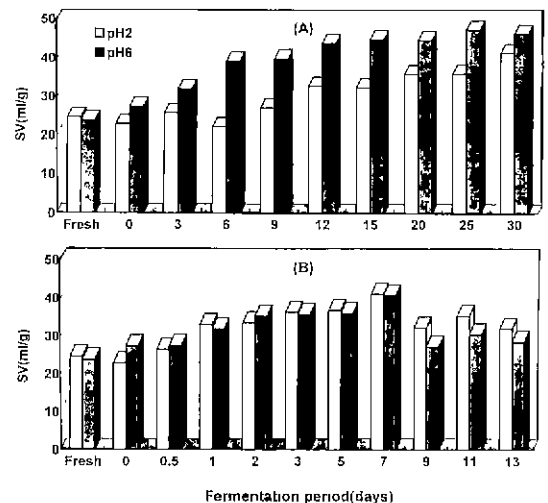 (A)
pH2
pH6
50
40
30
20
10
0
SV(ml/g)
Fresh 0 3 6 9 12 15 20 25 30
(B)
50
40
30
20
10
0
SV(ml/g)
Fresh 0 0.5 1 2 3 5 7 9 11 13
Fermentation period(days)